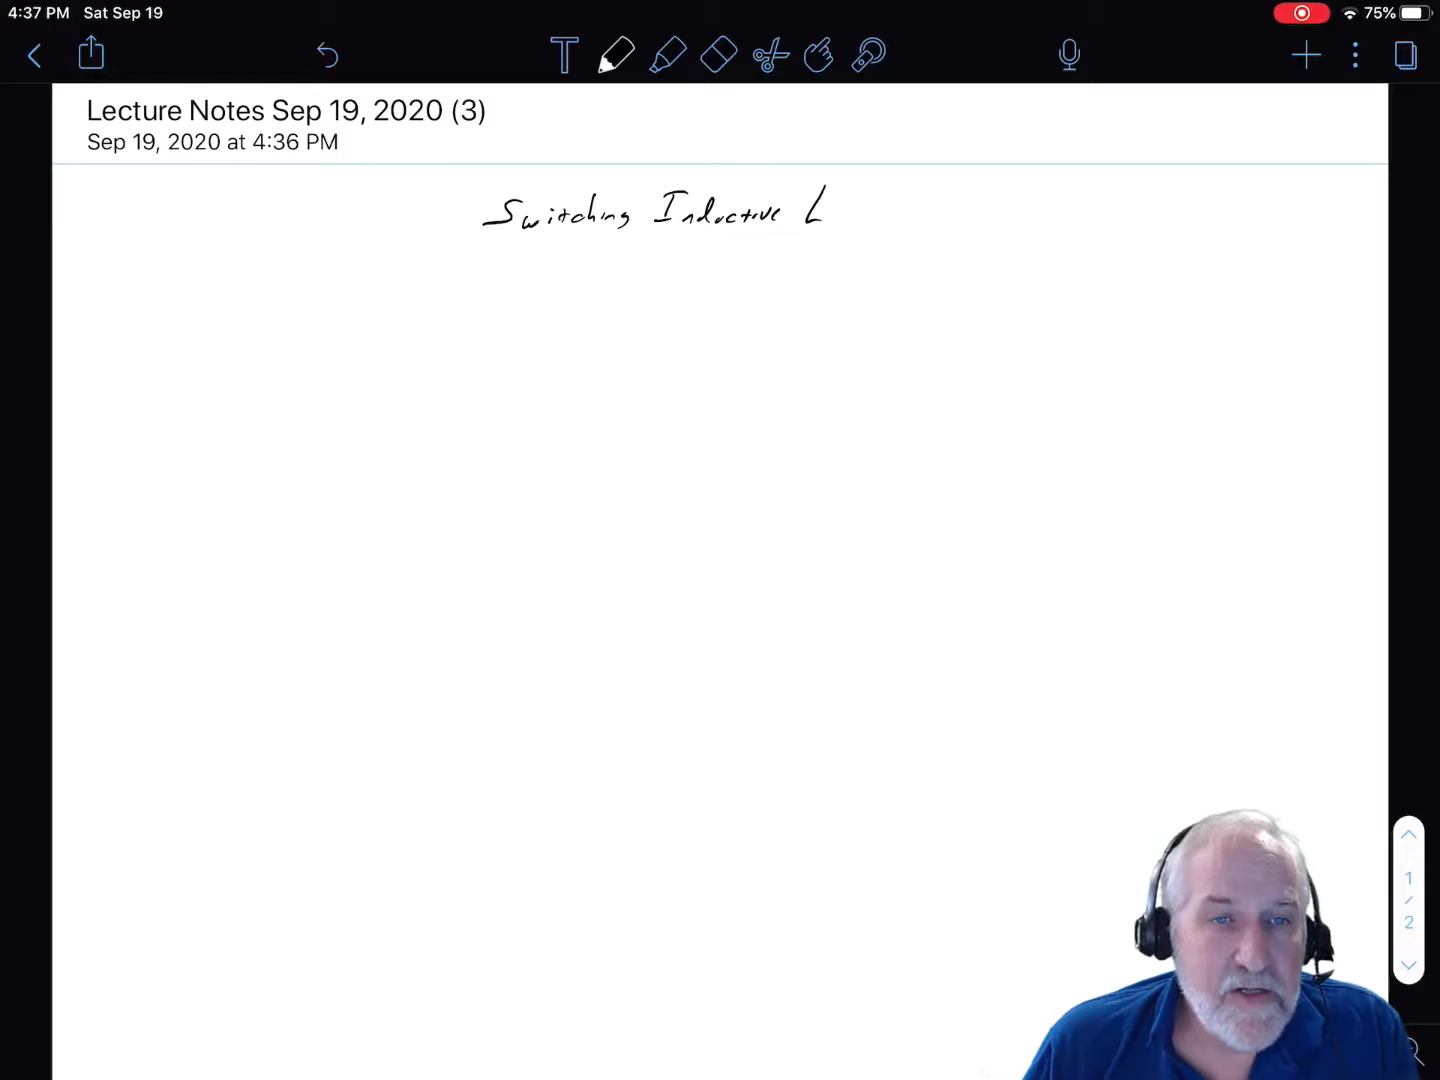 4:37 PM Sat Sep 19 75%
Lecture Notes Sep 19, 2020 (3)
Sep 19, 2020 at 4:36 PM
Switching Inductive L
1
/
2